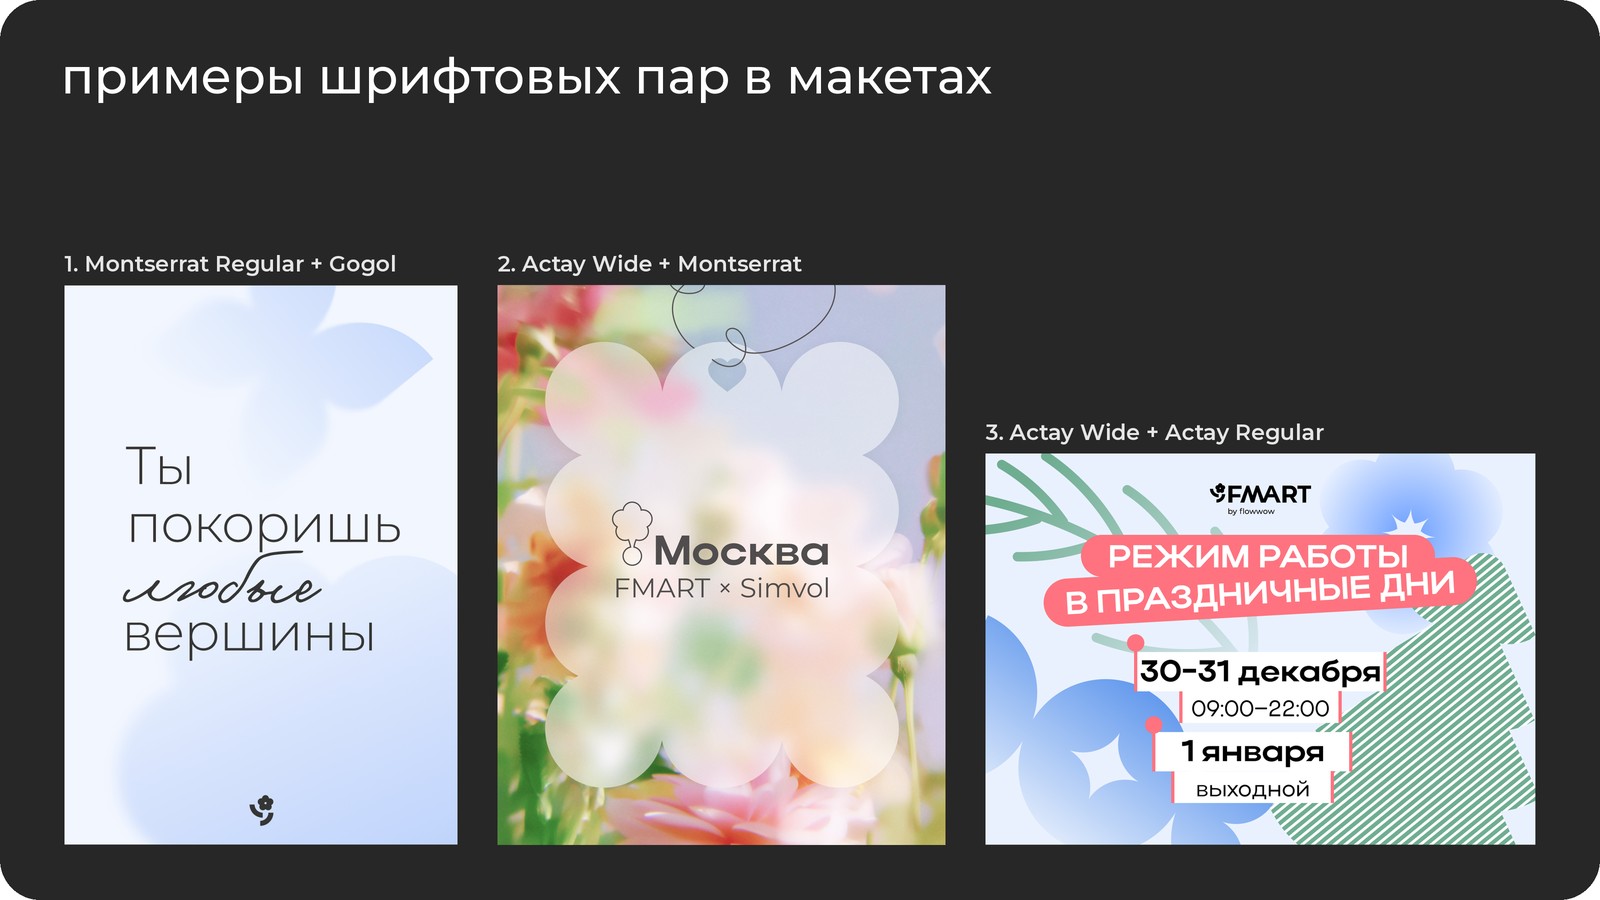 примеры шрифтовых пар в макетах
1. Montserrat Regular + Gogol
Ты
покоришь
любые
вершины
2. Actay Wide + Montserrat
Москва
FMART × Simvol
3. Actay Wide + Actay Regular
FMART
by flowwow
РЕЖИМ РАБОТЫ
В ПРАЗДНИЧНЫЕ ДНИ
30–31 декабря
09:00–22:00
1 января
выходной